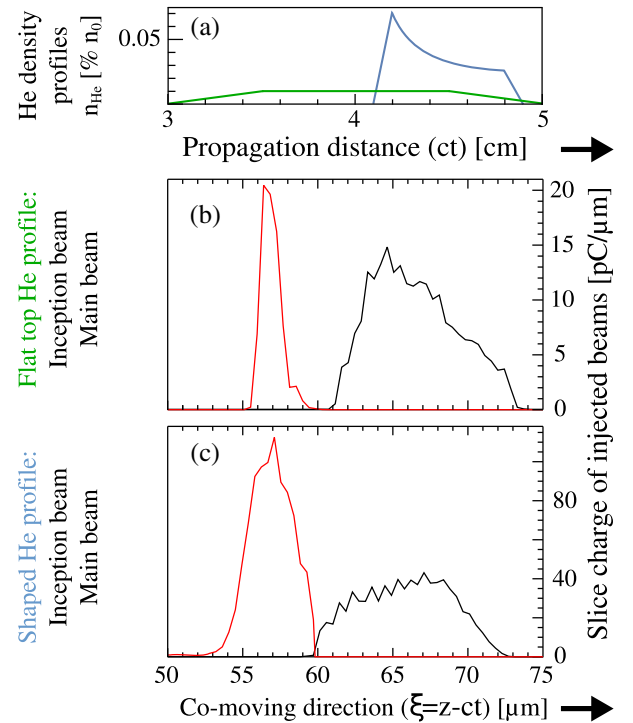 He density
profiles
n_He [% n_0]
0.05
(a)
3
4
5
Propagation distance (ct) [cm]
Flat top He profile:
Inception beam
Main beam
(b)
20
15
10
5
0
Slice charge of injected beams [pC/µm]
Shaped He profile:
Inception beam
Main beam
(c)
80
40
0
50
55
60
65
70
75
Co-moving direction (ξ=z-ct) [µm]